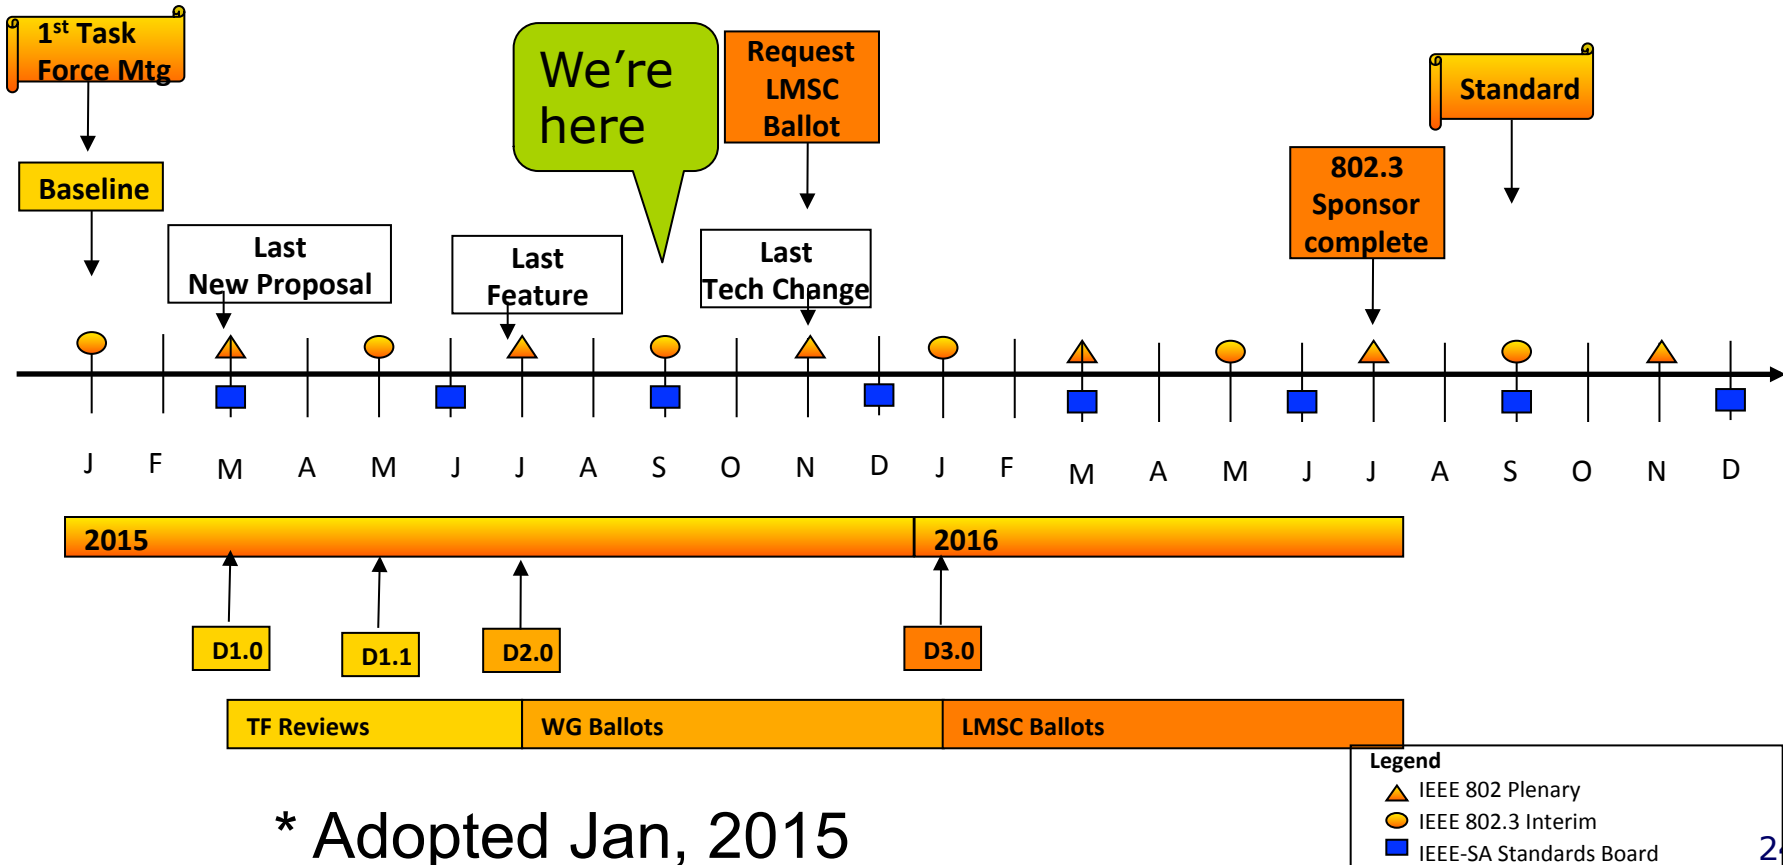 1st Task
Force Mtg
We're
here
Request
LMSC
Ballot
Standard
Baseline
802.3
Sponsor
complete
Last
New Proposal
Last
Feature
Last
Tech Change
J F M A M J J A S O N D J F M A M J J A S O N D
2015 2016
D1.0 D1.1 D2.0 D3.0
TF Reviews WG Ballots LMSC Ballots
Legend
IEEE 802 Plenary
IEEE 802.3 Interim
IEEE-SA Standards Board
* Adopted Jan, 2015